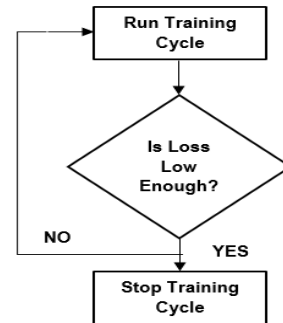 Run Training
Cycle
Is Loss
Low
Enough?
NO
YES
Stop Training
Cycle